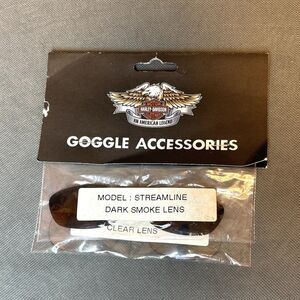 HARLEY-DAVIDSON
AN AMERICAN LEGEND
GOGGLE ACCESSORIES
MODEL : STREAMLINE
DARK SMOKE LENS
CLEAR LENS